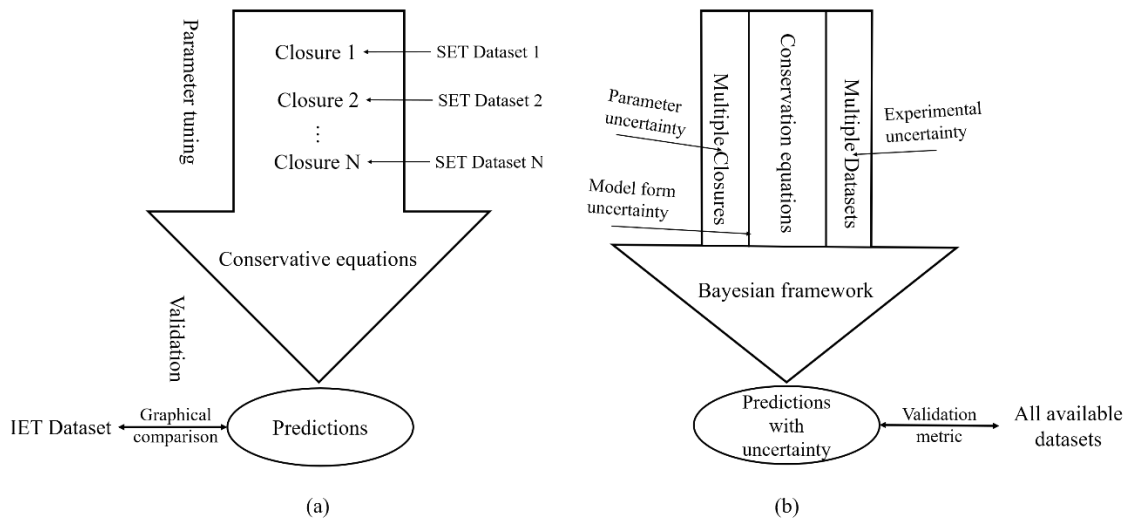 Parameter tuning
Closure 1
SET Dataset 1
Closure 2
SET Dataset 2
⋮
Closure N
SET Dataset N
Conservative equations
Validation
IET Dataset
Graphical
comparison
Predictions
(a)
Multiple Closures
Conservation equations
Multiple Datasets
Parameter
uncertainty
Experimental
uncertainty
Model form
uncertainty
Bayesian framework
Predictions
with
uncertainty
Validation
metric
All available
datasets
(b)